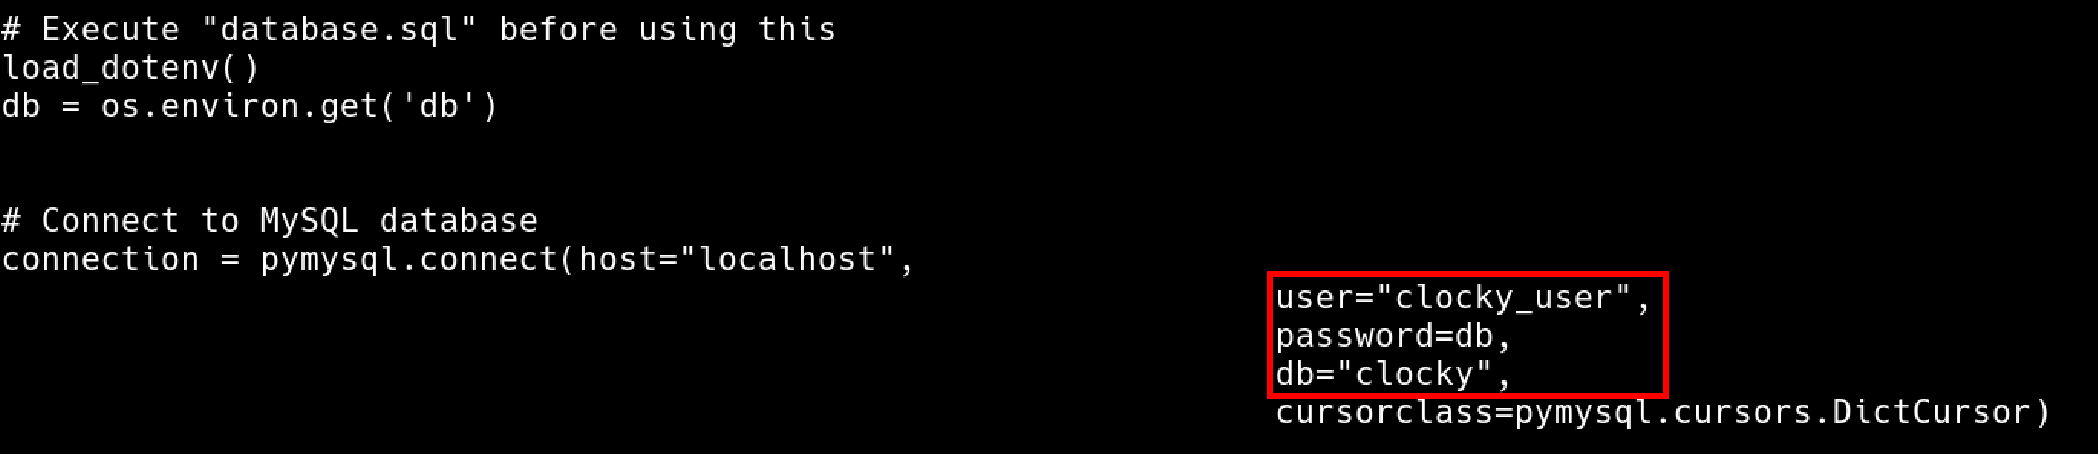 # Execute "database.sql" before using this
load_dotenv()
db = os.environ.get('db')
# Connect to MySQL database
connection = pymysql.connect(host="localhost",
user="clocky_user",
password=db,
db="clocky",
cursorclass=pymysql.cursors.DictCursor)